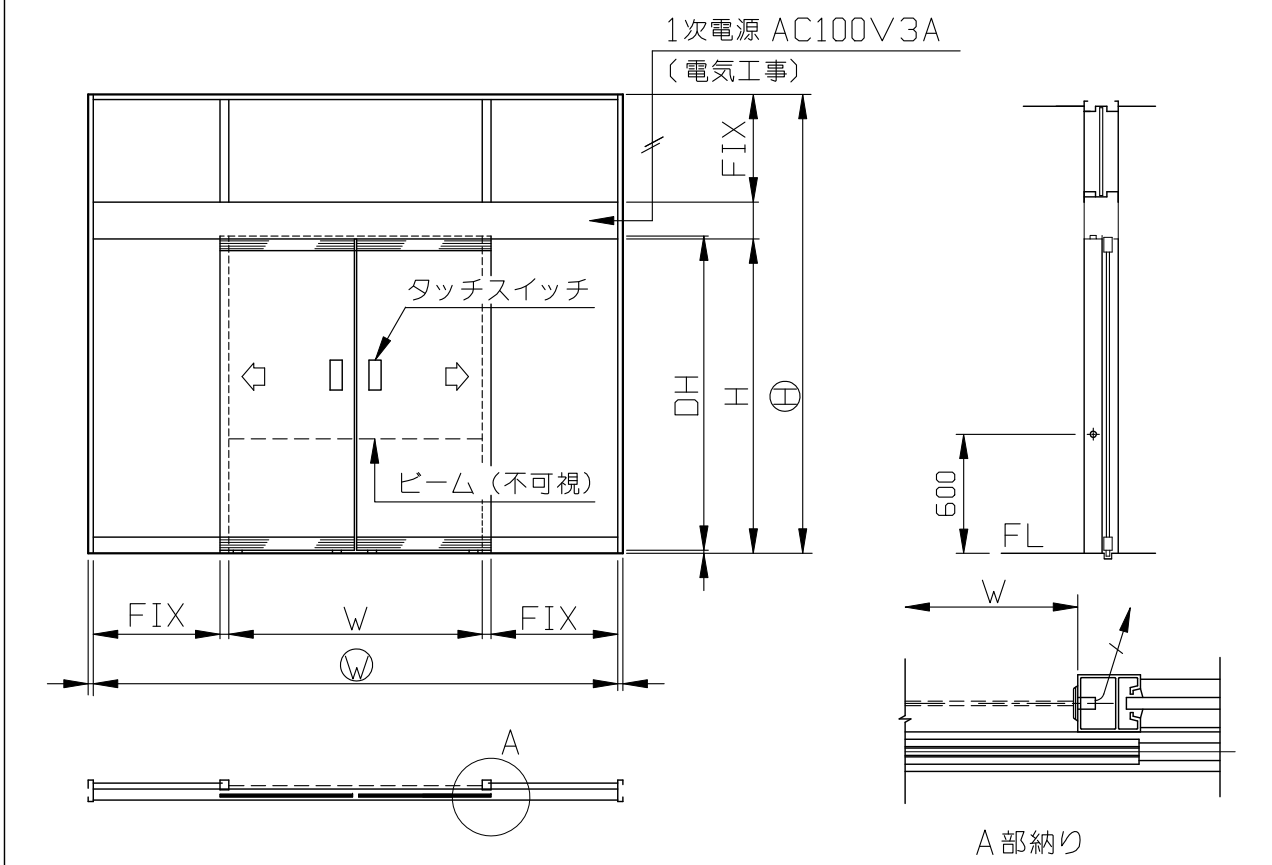 1次電源 AC100V3A
(電気工事)
FIX
タッチスイッチ
DH
H
Ⓗ
ビーム(不可視)
600
FL
FIX
W
FIX
Ⓦ
W
A
A部納り